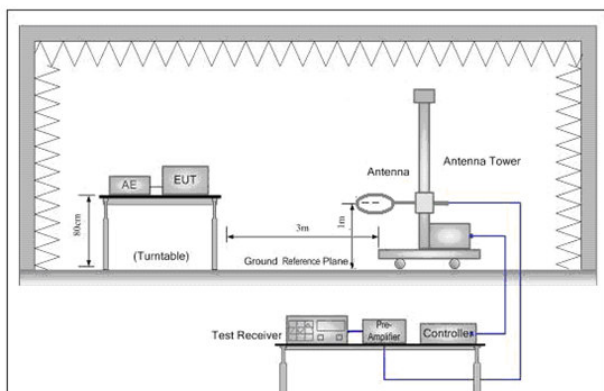 Antenna
Antenna Tower
AE
EUT
80cm
(Turntable)
3m
1m
Ground Reference Plane
Test Receiver
Pre-
Amplifier
Controller